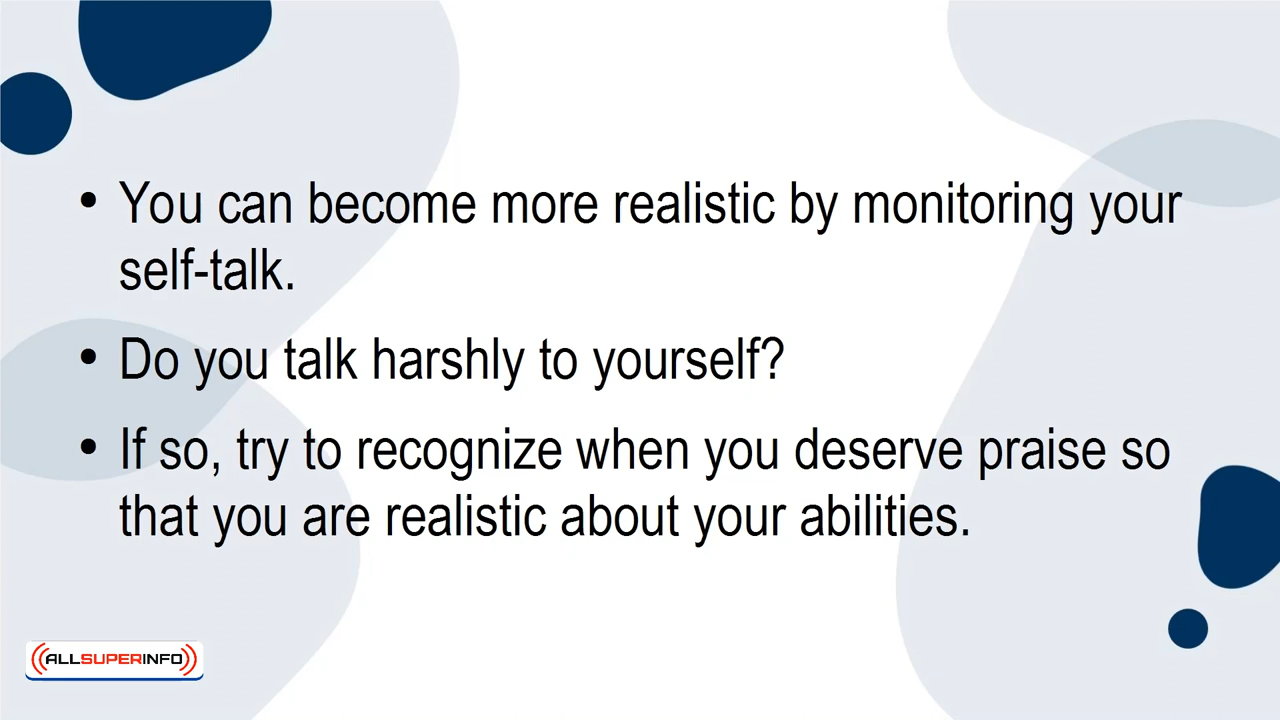 • You can become more realistic by monitoring your
self-talk.
• Do you talk harshly to yourself?
• If so, try to recognize when you deserve praise so
that you are realistic about your abilities.
ALLSUPERINFO